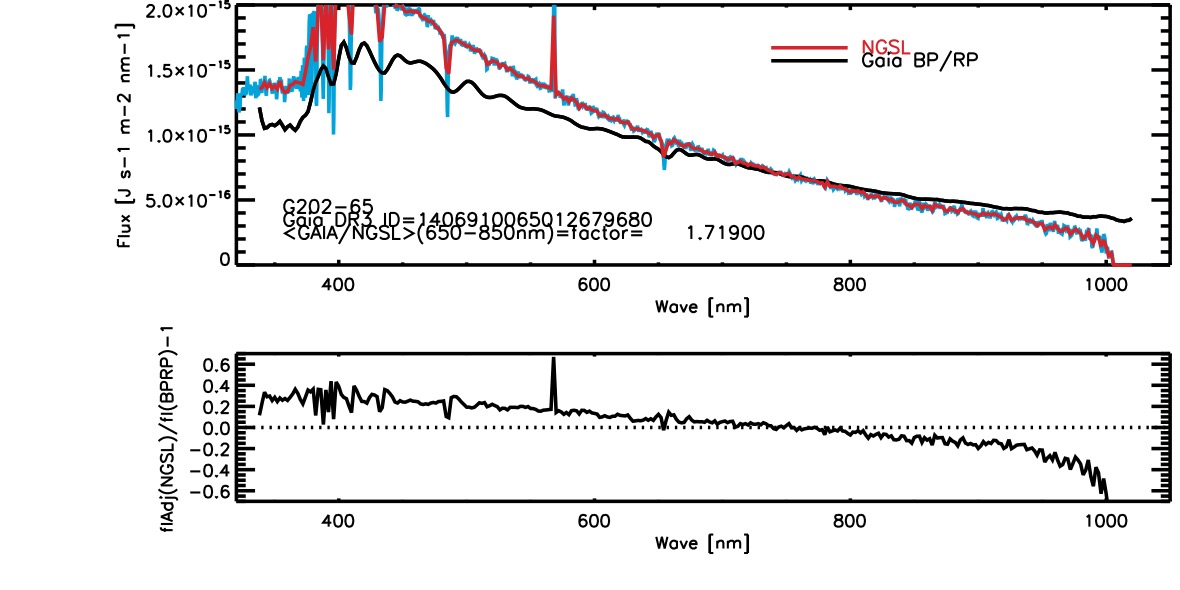 2.0×10⁻¹⁵
1.5×10⁻¹⁵
1.0×10⁻¹⁵
5.0×10⁻¹⁶
0
Flux [J s−1 m−2 nm−1]
NGSL
Gaia BP/RP
G202−65
Gaia DR3 ID=1406910065012679680
<GAIA/NGSL>(650−850nm)=factor= 1.71900
400 600 800 1000
Wave [nm]
0.6
0.4
0.2
0.0
−0.2
−0.4
−0.6
flAdj(NGSL)/fl(BPRP)−1
400 600 800 1000
Wave [nm]